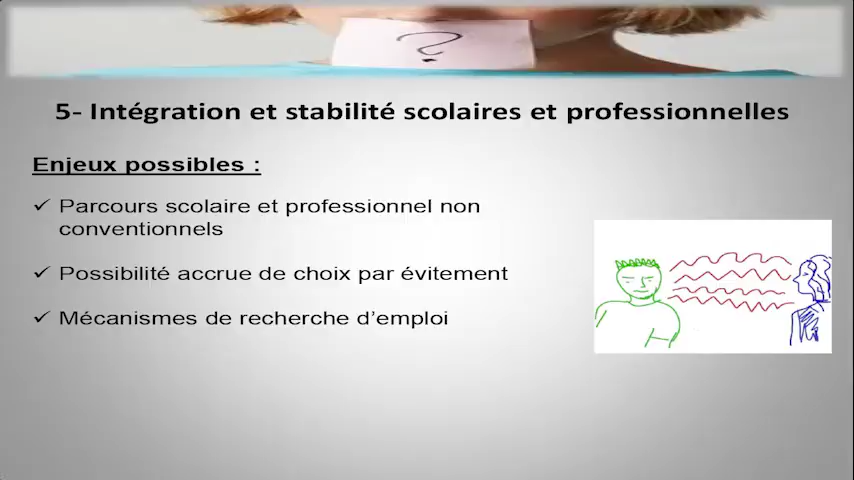 ?
5- Intégration et stabilité scolaires et professionnelles
Enjeux possibles :
✓ Parcours scolaire et professionnel non
conventionnels
✓ Possibilité accrue de choix par évitement
✓ Mécanismes de recherche d’emploi